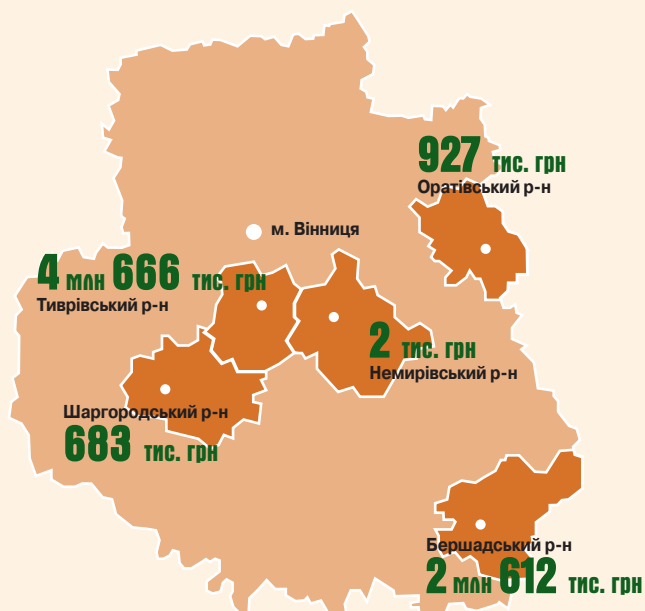 927 тис. грн
Оратівський р-н
м. Вінниця
4 млн 666 тис. грн
Тиврівський р-н
2 тис. грн
Немирівський р-н
Шаргородський р-н
683 тис. грн
Бершадський р-н
2 млн 612 тис. грн